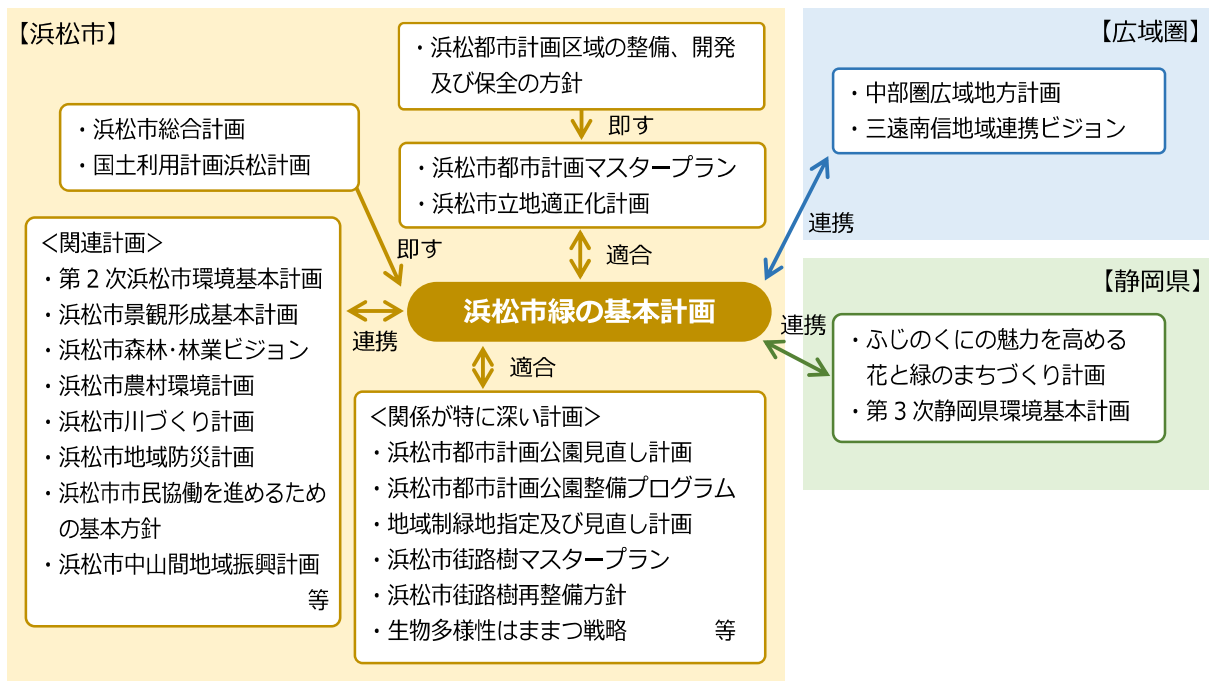 【浜松市】
・浜松都市計画区域の整備、開発
及び保全の方針
即す
・浜松市総合計画
・国土利用計画浜松計画
・浜松市都市計画マスタープラン
・浜松市立地適正化計画
即す
適合
浜松市緑の基本計画
連携
適合
＜関連計画＞
・第２次浜松市環境基本計画
・浜松市景観形成基本計画
・浜松市森林･林業ビジョン
・浜松市農村環境計画
・浜松市川づくり計画
・浜松市地域防災計画
・浜松市市民協働を進めるため
の基本方針
・浜松市中山間地域振興計画
等
＜関係が特に深い計画＞
・浜松市都市計画公園見直し計画
・浜松市都市計画公園整備プログラム
・地域制緑地指定及び見直し計画
・浜松市街路樹マスタープラン
・浜松市街路樹再整備方針
・生物多様性はままつ戦略　等
【広域圏】
・中部圏広域地方計画
・三遠南信地域連携ビジョン
連携
【静岡県】
連携
・ふじのくにの魅力を高める
花と緑のまちづくり計画
・第３次静岡県環境基本計画